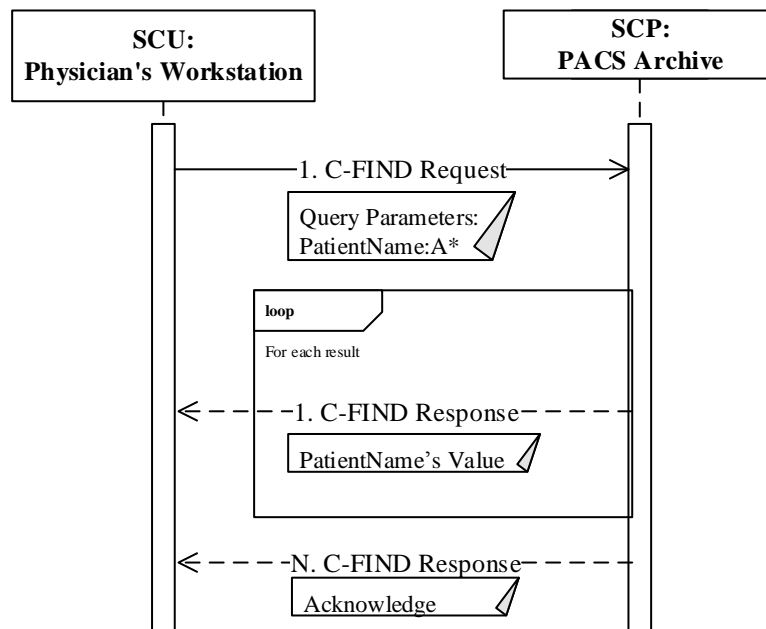 SCU:
Physician's Workstation
SCP:
PACS Archive
1. C-FIND Request
Query Parameters:
PatientName:A*
loop
For each result
1. C-FIND Response
PatientName’s Value
N. C-FIND Response
Acknowledge